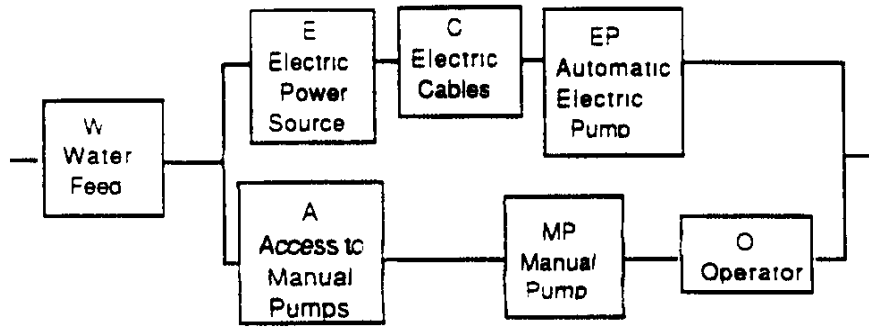 W
Water
Feed
E
Electric
Power
Source
C
Electric
Cables
EP
Automatic
Electric
Pump
A
Access to
Manual
Pumps
MP
Manual
Pump
O
Operator